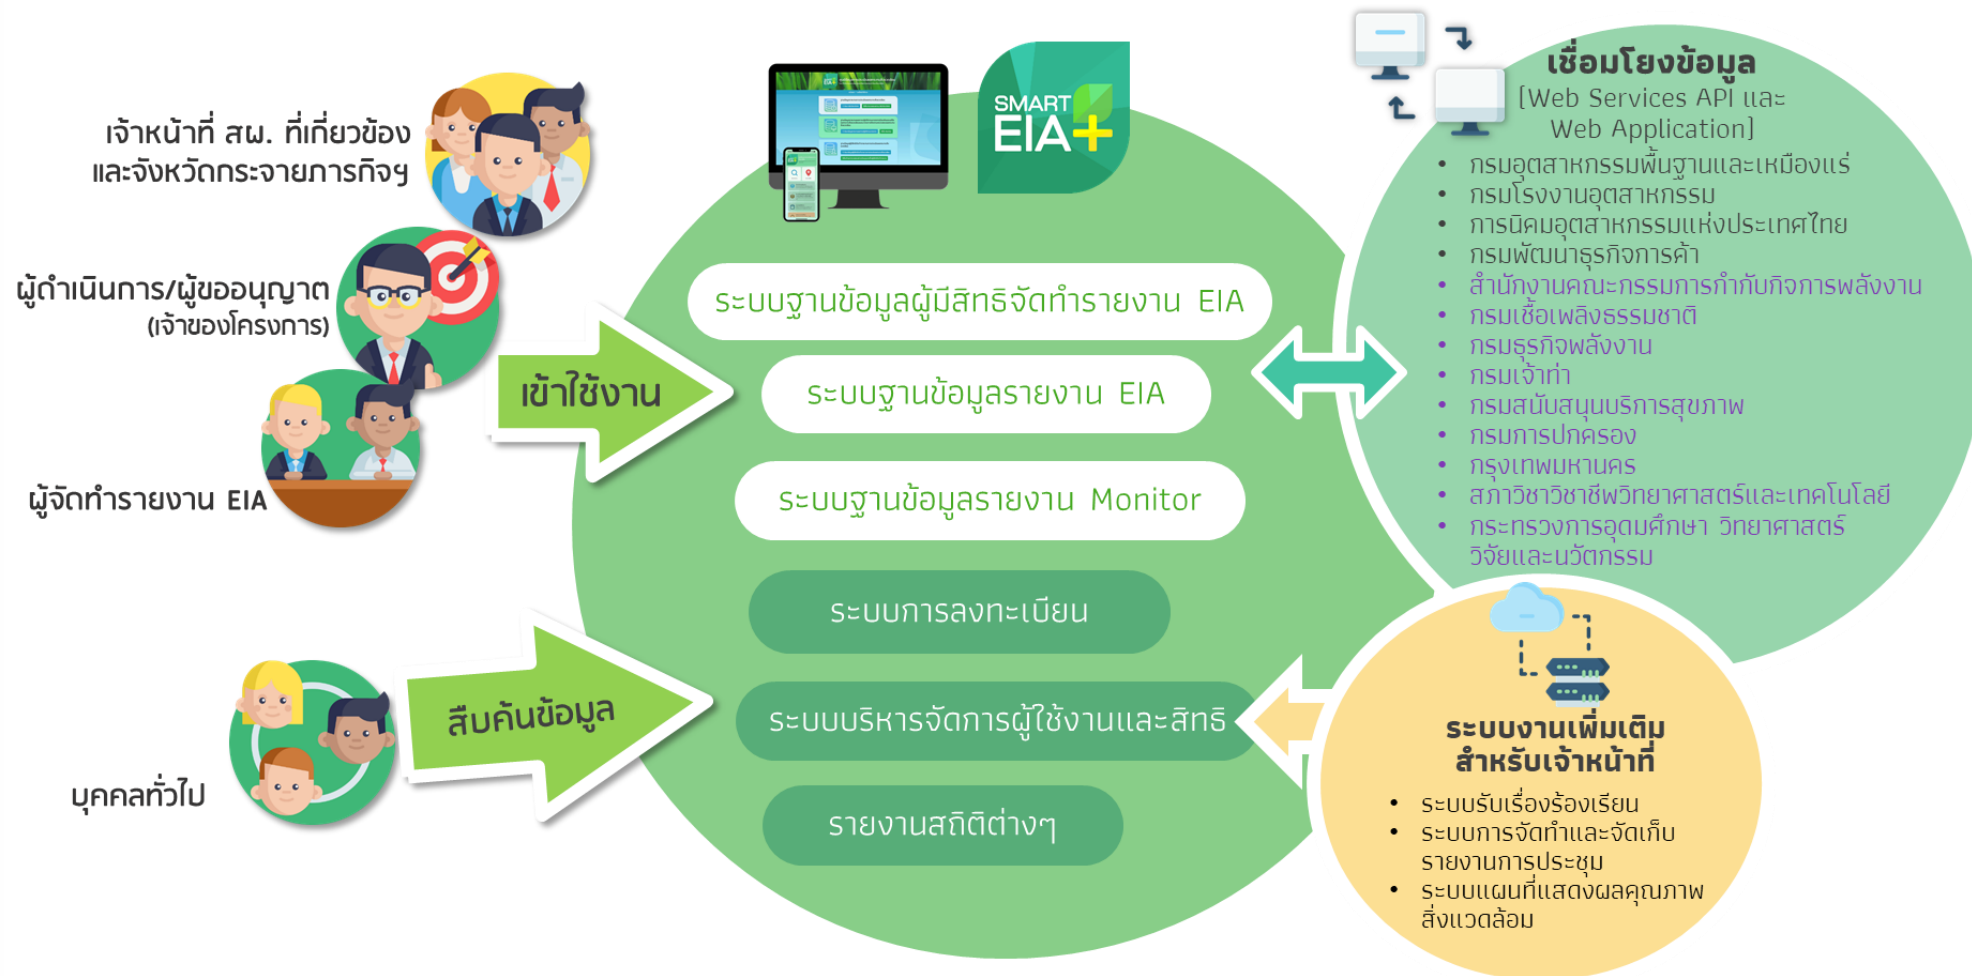 เจ้าหน้าที่ สผ. ที่เกี่ยวข้อง
และจังหวัดกระจายภารกิจฯ
ผู้ดำเนินการ/ผู้ขออนุญาต
(เจ้าของโครงการ)
ผู้จัดทำรายงาน EIA
บุคคลทั่วไป
เข้าใช้งาน
สืบค้นข้อมูล
SMART
EIA+
ระบบฐานข้อมูลผู้มีสิทธิจัดทำรายงาน EIA
ระบบฐานข้อมูลรายงาน EIA
ระบบฐานข้อมูลรายงาน Monitor
ระบบการลงทะเบียน
ระบบบริหารจัดการผู้ใช้งานและสิทธิ
รายงานสถิติต่างๆ
เชื่อมโยงข้อมูล
(Web Services API และ
Web Application)
• กรมอุตสาหกรรมพื้นฐานและเหมืองแร่
• กรมโรงงานอุตสาหกรรม
• การนิคมอุตสาหกรรมแห่งประเทศไทย
• กรมพัฒนาธุรกิจการค้า
• สำนักงานคณะกรรมการกำกับกิจการพลังงาน
• กรมเชื้อเพลิงธรรมชาติ
• กรมธุรกิจพลังงาน
• กรมเจ้าท่า
• กรมสนับสนุนบริการสุขภาพ
• กรมการปกครอง
• กรุงเทพมหานคร
• สภาวิชาวิชาชีพวิทยาศาสตร์และเทคโนโลยี
• กระทรวงการอุดมศึกษา วิทยาศาสตร์
วิจัยและนวัตกรรม
ระบบงานเพิ่มเติม
สำหรับเจ้าหน้าที่
• ระบบรับเรื่องร้องเรียน
• ระบบการจัดทำและจัดเก็บ
รายงานการประชุม
• ระบบแผนที่แสดงผลคุณภาพ
สิ่งแวดล้อม